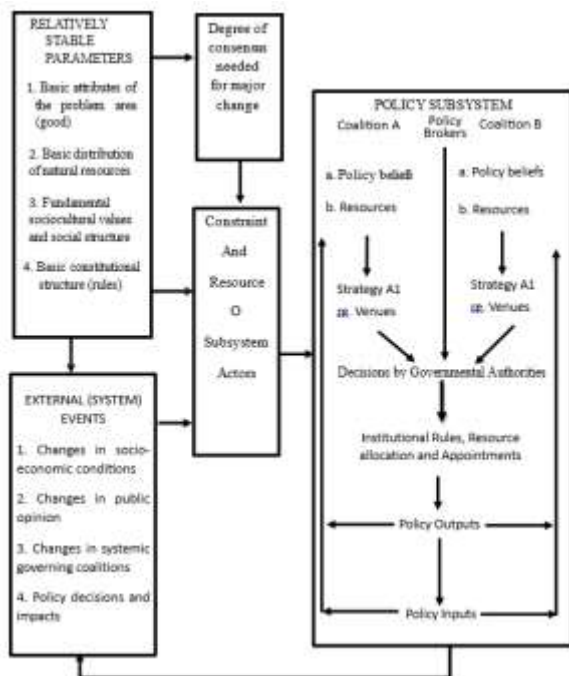 RELATIVELY
STABLE
PARAMETERS
1. Basic attributes of
the problem area
(good)
2. Basic distribution
of natural resources
3. Fundamental
sociocultural values
and social structure
4. Basic constitutional
structure (rules)
Degree of
consensus
needed
for major
change
Constraint
And
Resource
O
Subsystem
Actors
EXTERNAL (SYSTEM)
EVENTS
1. Changes in socio-
economic conditions
2. Changes in public
opinion
3. Changes in systemic
governing coalitions
4. Policy decisions and
impacts
POLICY SUBSYSTEM
Coalition A
Policy
Brokers
Coalition B
a. Policy beliefs
b. Resources
a. Policy beliefs
b. Resources
Strategy A1
Venues
Strategy A1
Venues
Decisions by Governmental Authorities
Institutional Rules, Resource
allocation and Appointments
Policy Outputs
Policy Inputs